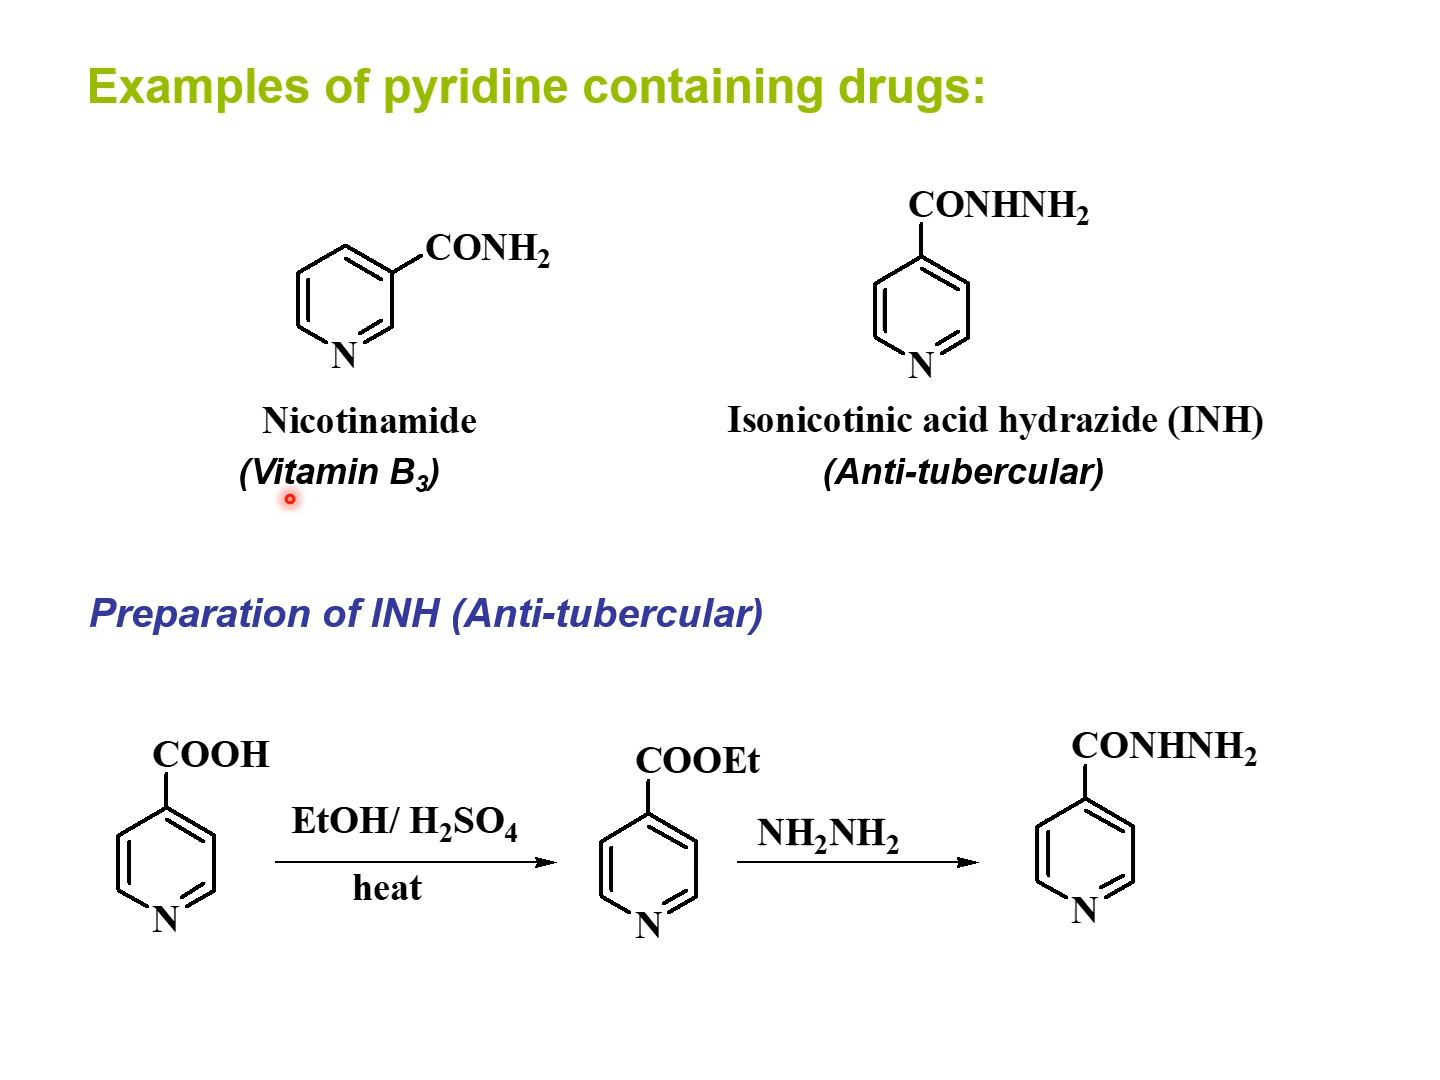 Examples of pyridine containing drugs:
CONH₂
N
Nicotinamide
(Vitamin B₃)
CONHNH₂
N
Isonicotinic acid hydrazide (INH)
(Anti-tubercular)
Preparation of INH (Anti-tubercular)
COOH
N
EtOH/ H₂SO₄
heat
COOEt
N
NH₂NH₂
CONHNH₂
N